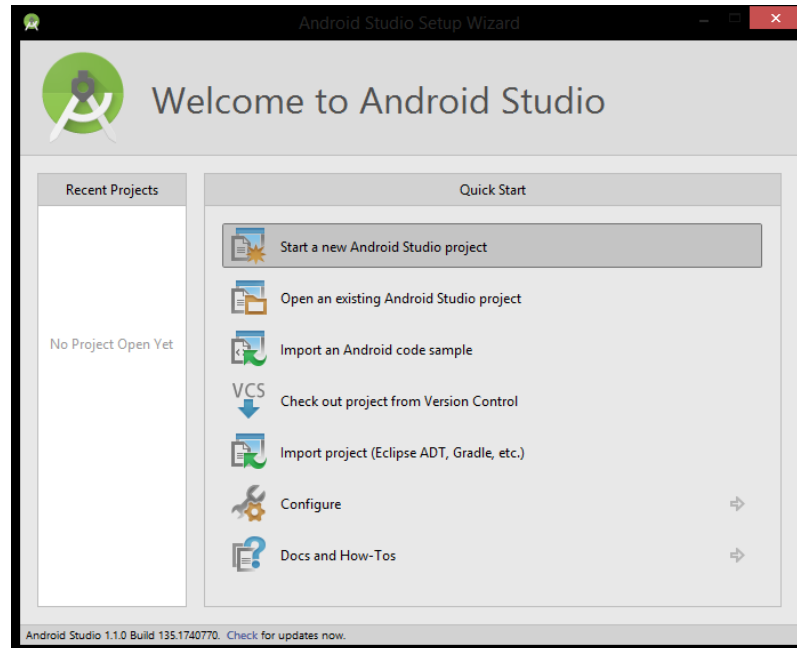 Android Studio Setup Wizard
Welcome to Android Studio
Recent Projects
Quick Start
Start a new Android Studio project
Open an existing Android Studio project
No Project Open Yet
Import an Android code sample
VCS
Check out project from Version Control
Import project (Eclipse ADT, Gradle, etc.)
Configure
Docs and How-Tos
Android Studio 1.1.0 Build 135.1740770. Check for updates now.